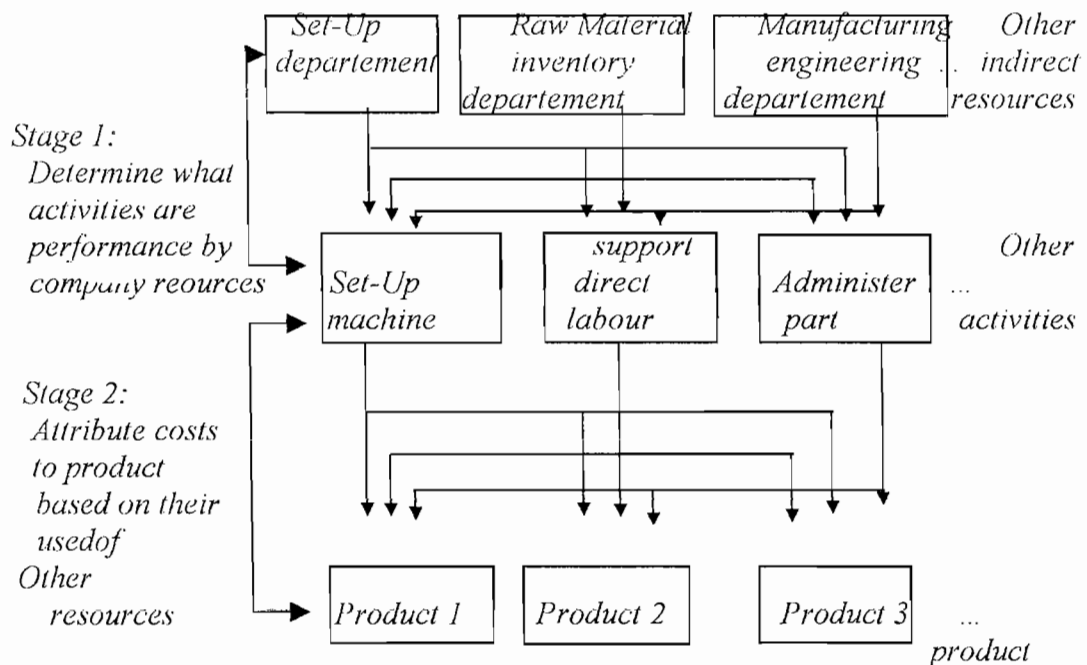 Set-Up
departement
Raw Material
inventory
departement
Manufacturing
engineering
departement
Other
... indirect
resources
Stage 1:
Determine what
activities are
performance by
company reources
Set-Up
machine
support
direct
labour
Administer
part
Other
...
activities
Stage 2:
Attribute costs
to product
based on their
usedof
Other
resources
Product 1
Product 2
Product 3
...
product